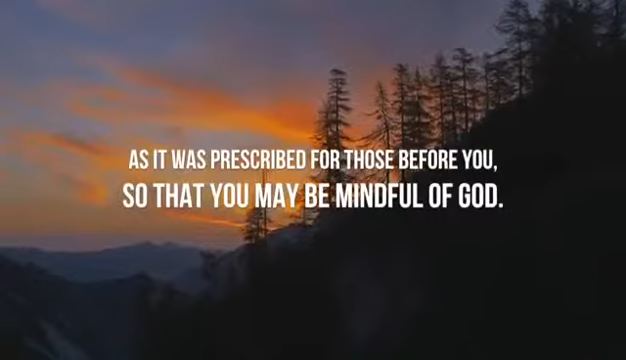 AS IT WAS PRESCRIBED FOR THOSE BEFORE YOU,
SO THAT YOU MAY BE MINDFUL OF GOD.